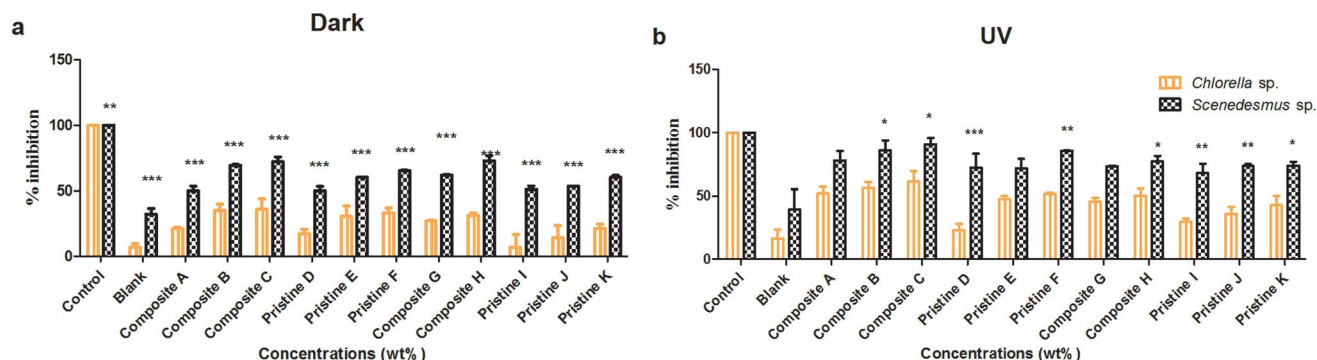 a
Dark
% inhibition
150
100
50
0
** *** *** *** *** *** *** *** *** *** *** *** ***
Control Blank Composite A Composite B Composite C Pristine D Pristine E Pristine F Composite G Composite H Pristine I Pristine J Pristine K
Concentrations (wt%)
b
UV
% inhibition
150
100
50
0
Chlorella sp.
Scenedesmus sp.
* * *** ** * ** ** *
Control Blank Composite A Composite B Composite C Pristine D Pristine E Pristine F Composite G Composite H Pristine I Pristine J Pristine K
Concentrations (wt%)